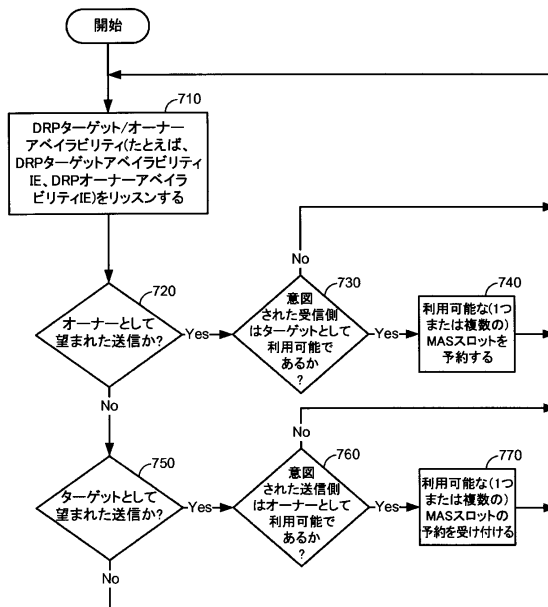 開始
710
DRPターゲット/オーナー
アベイラビリティ(たとえば、
DRPターゲットアベイラビリティ
IE、DRPオーナーアベイラ
ビリティIE)をリッスンする
720
オーナーとして
望まれた送信か?
Yes
No
730
意図
された受信側
はターゲットとして
利用可能で
あるか
?
No
Yes
740
利用可能な(1つ
または複数の)
MASスロットを
予約する
750
ターゲットとして
望まれた送信か?
Yes
No
760
意図
された送信側
はオーナーとして
利用可能で
あるか
?
No
Yes
770
利用可能な(1つ
または複数の)
MASスロットの
予約を受け付ける